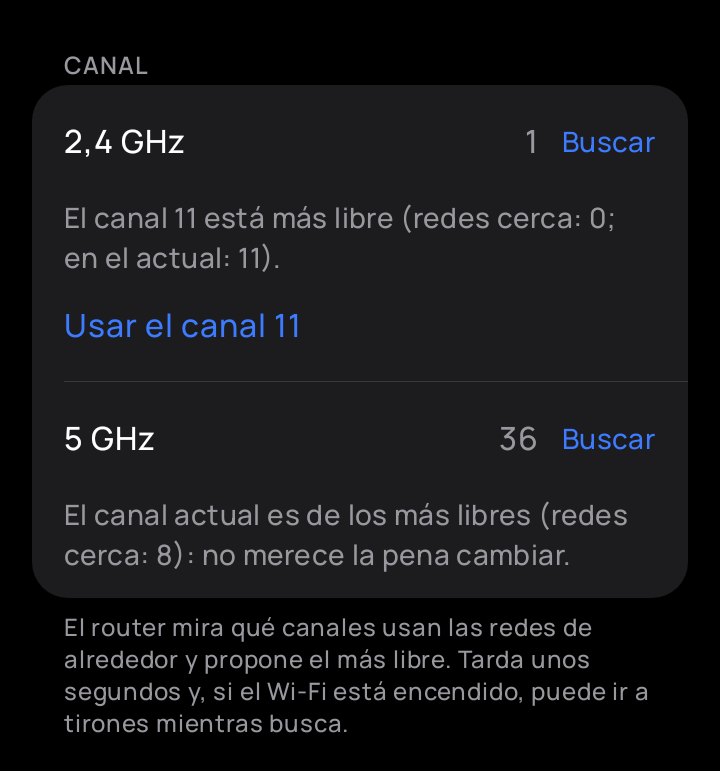 CANAL
2,4 GHz 1 Buscar
El canal 11 está más libre (redes cerca: 0;
en el actual: 11).
Usar el canal 11
5 GHz 36 Buscar
El canal actual es de los más libres (redes
cerca: 8): no merece la pena cambiar.
El router mira qué canales usan las redes de
alrededor y propone el más libre. Tarda unos
segundos y, si el Wi-Fi está encendido, puede ir a
tirones mientras busca.